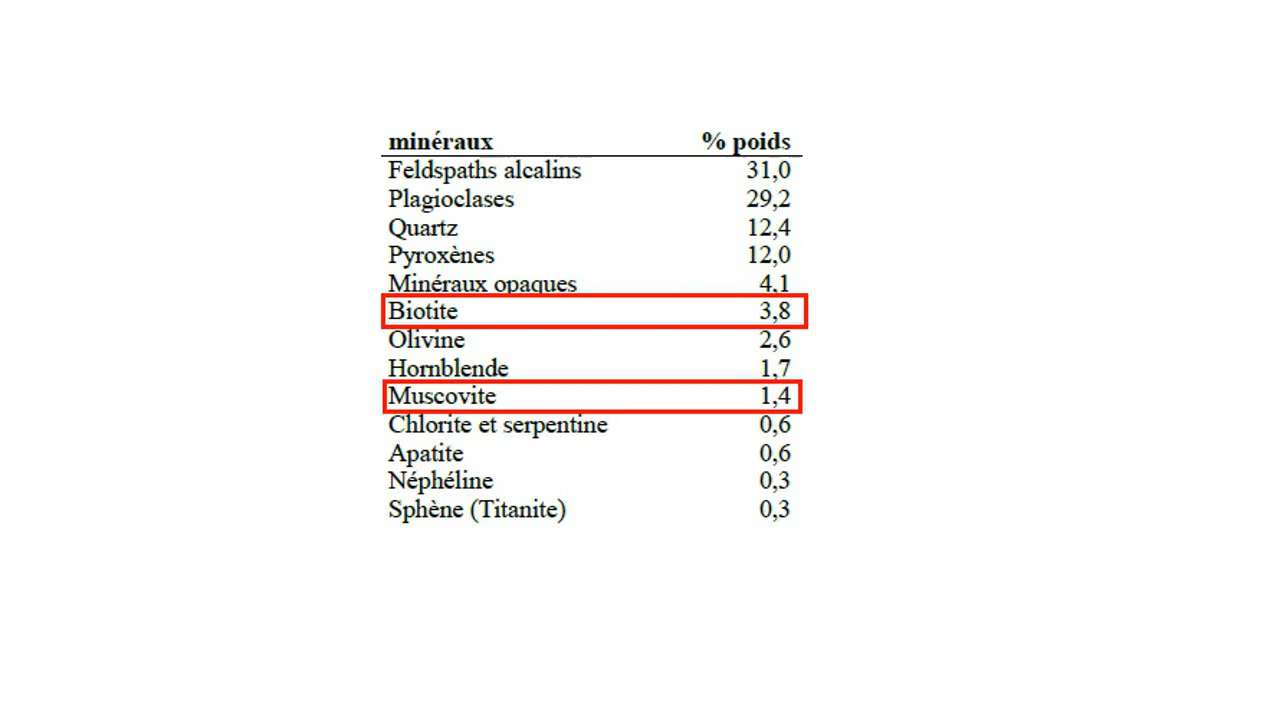 minéraux % poids
Feldspaths alcalins 31,0
Plagioclases 29,2
Quartz 12,4
Pyroxènes 12,0
Minéraux opaques 4,1
Biotite 3,8
Olivine 2,6
Hornblende 1,7
Muscovite 1,4
Chlorite et serpentine 0,6
Apatite 0,6
Néphéline 0,3
Sphène (Titanite) 0,3